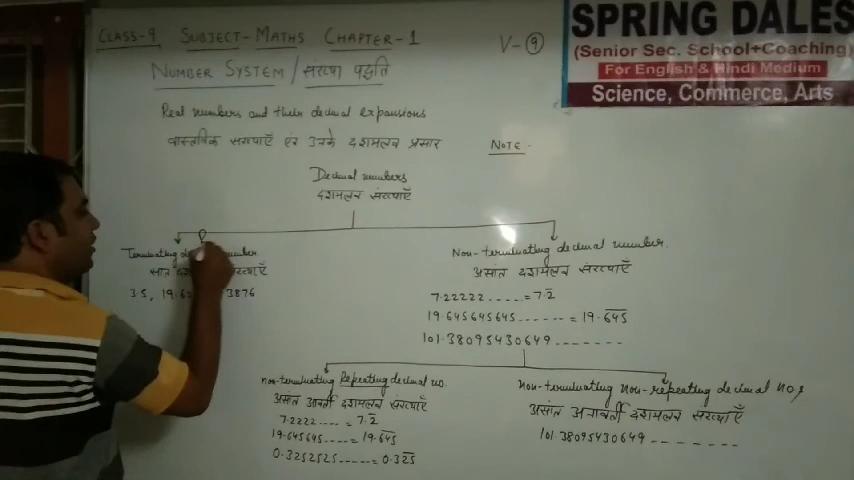 CLASS-9 SUBJECT-MATHS CHAPTER-1
V-9
NUMBER SYSTEM/संख्या पद्धति
SPRING DALES
(Senior Sec. School+Coaching)
For English & Hindi Medium
Science, Commerce, Arts
Real numbers and their decimal expansions
वास्तविक संख्याएँ एवं उनके दशमलव प्रसार
NOTE-
Decimal numbers
दशमलव संख्याएँ
Terminating number
सांत संख्याएँ
3.5, 3876
Non-terminating decimal number.
असांत दशमलव संख्याएँ
7.22222..... = 7.2̅
19.645645645....... = 19.6̅4̅5̅
101.38095430649-------
non-terminating Repeating decimal no.
असांत आवर्ती दशमलव संख्याएँ
7.2222.... = 7.2̅
19.645645.... = 19.6̅4̅5̅
0.3252525..... = 0.32̅5̅
Non-terminating Non-repeating decimal no.s
असांत अनावर्ती दशमलव संख्याएँ
101.38095430649 - - - - - - -